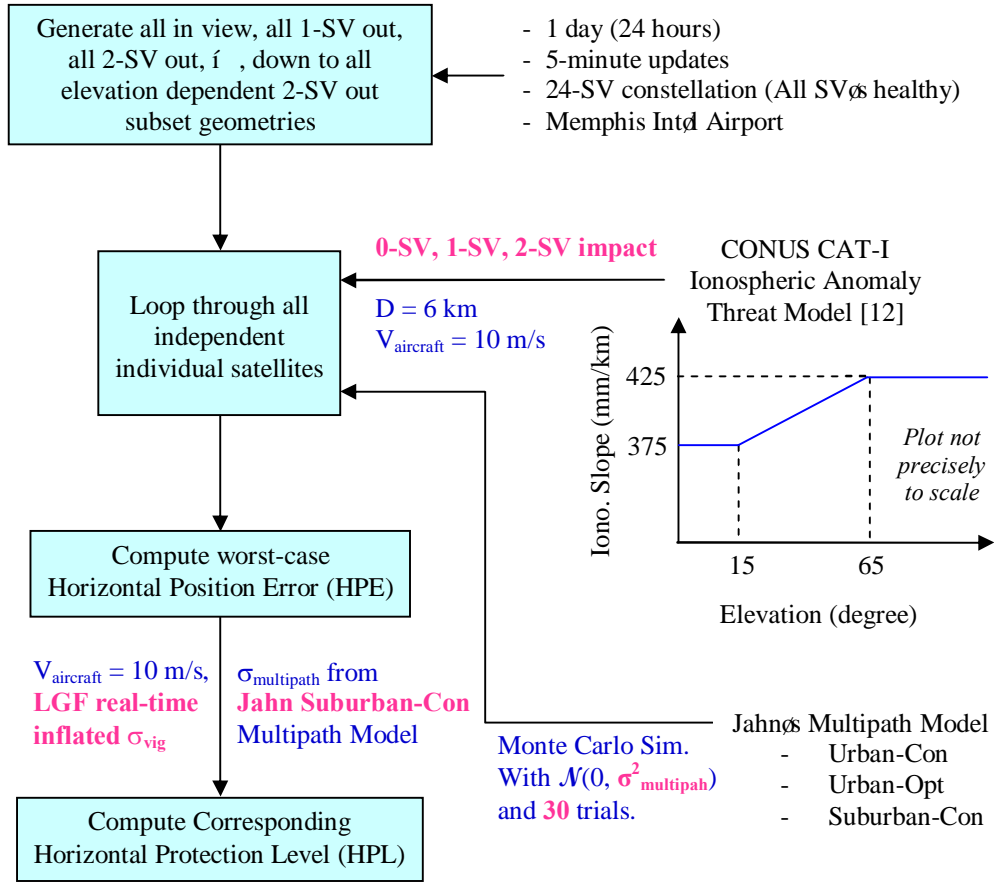 Generate all in view, all 1-SV out,
all 2-SV out, í , down to all
elevation dependent 2-SV out
subset geometries
- 1 day (24 hours)
- 5-minute updates
- 24-SV constellation (All SVøs healthy)
- Memphis Intøl Airport
0-SV, 1-SV, 2-SV impact
D = 6 km
V_aircraft = 10 m/s
Loop through all
independent
individual satellites
CONUS CAT-I
Ionospheric Anomaly
Threat Model [12]
Iono. Slope (mm/km)
425
375
Plot not
precisely
to scale
15 65
Elevation (degree)
Compute worst-case
Horizontal Position Error (HPE)
V_aircraft = 10 m/s,
LGF real-time
inflated σ_vig
σ_multipath from
Jahn Suburban-Con
Multipath Model
Monte Carlo Sim.
With 𝒩(0, σ²_multipah)
and 30 trials.
Jahnøs Multipath Model
- Urban-Con
- Urban-Opt
- Suburban-Con
Compute Corresponding
Horizontal Protection Level (HPL)